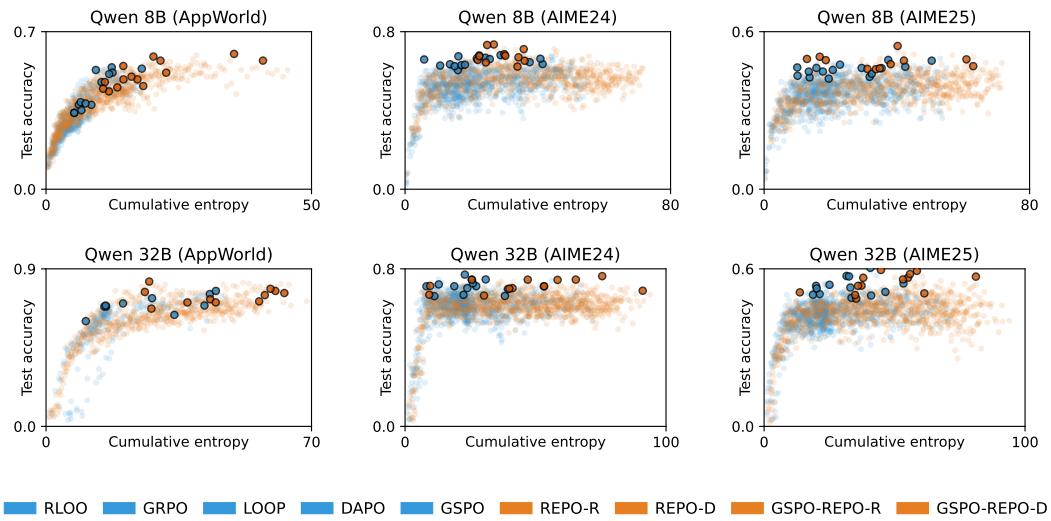 Qwen 8B (AppWorld)
0.7
Test accuracy
0.0
0
Cumulative entropy
50
Qwen 8B (AIME24)
0.8
Test accuracy
0.0
0
Cumulative entropy
80
Qwen 8B (AIME25)
0.6
Test accuracy
0.0
0
Cumulative entropy
80
Qwen 32B (AppWorld)
0.9
Test accuracy
0.0
0
Cumulative entropy
70
Qwen 32B (AIME24)
0.8
Test accuracy
0.0
0
Cumulative entropy
100
Qwen 32B (AIME25)
0.6
Test accuracy
0.0
0
Cumulative entropy
100
RLOO GRPO LOOP DAPO GSPO REPO-R REPO-D GSPO-REPO-R GSPO-REPO-D